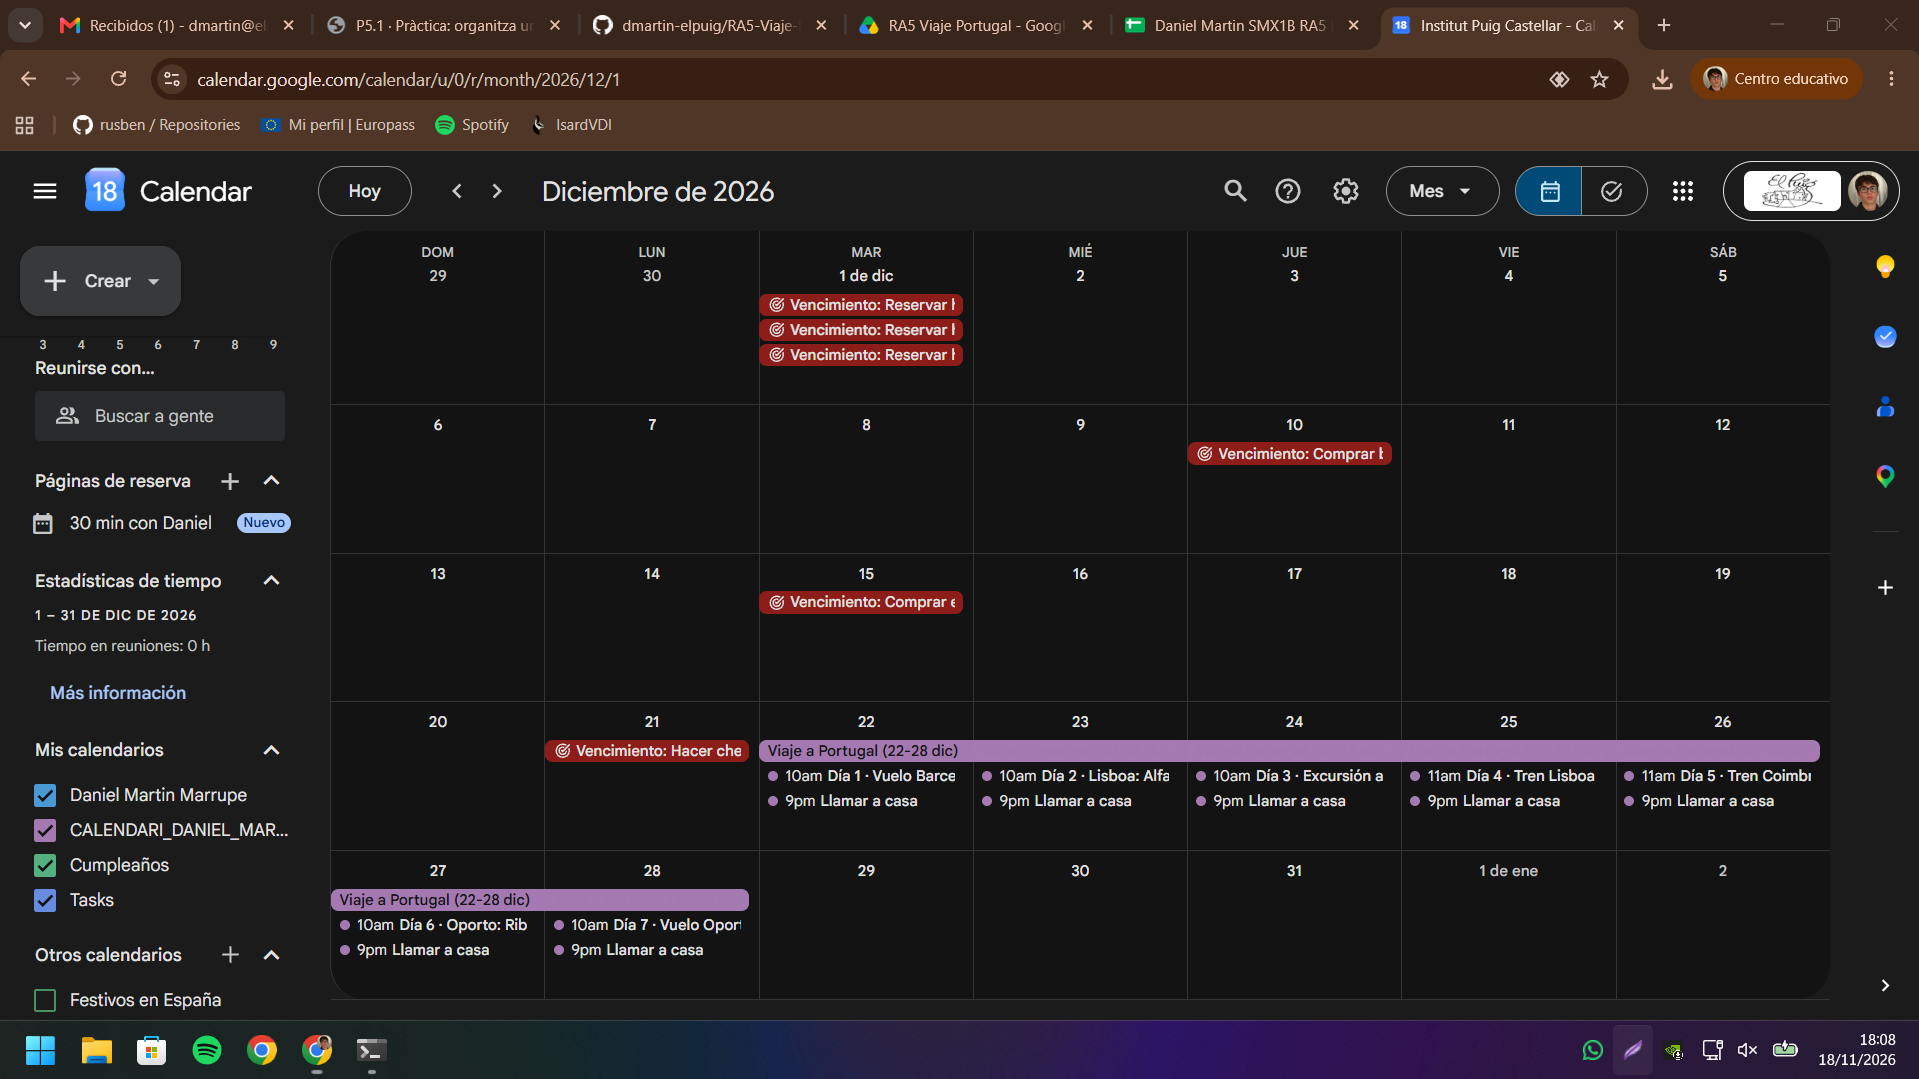 Recibidos (1) - dmartin@el
P5.1 · Pràctica: organitza un
dmartin-elpuig/RA5-Viaje-
RA5 Viaje Portugal - Googl
Daniel Martin SMX1B RA5
Institut Puig Castellar - Cal
calendar.google.com/calendar/u/0/r/month/2026/12/1
Centro educativo
rusben / Repositories
Mi perfil | Europass
Spotify
IsardVDI
18 Calendar
Hoy
Diciembre de 2026
Mes
El Puig
Crear
3 4 5 6 7 8 9
Reunirse con...
Buscar a gente
Páginas de reserva
30 min con Daniel
Nuevo
Estadísticas de tiempo
1 – 31 DE DIC DE 2026
Tiempo en reuniones: 0 h
Más información
Mis calendarios
Daniel Martin Marrupe
CALENDARI_DANIEL_MAR...
Cumpleaños
Tasks
Otros calendarios
Festivos en España
DOM LUN MAR MIÉ JUE VIE SÁB
29 30 1 de dic 2 3 4 5
Vencimiento: Reservar h
Vencimiento: Reservar h
Vencimiento: Reservar h
6 7 8 9 10 11 12
Vencimiento: Comprar b
13 14 15 16 17 18 19
Vencimiento: Comprar e
20 21 22 23 24 25 26
Vencimiento: Hacer che
Viaje a Portugal (22-28 dic)
10am Día 1 · Vuelo Barce
10am Día 2 · Lisboa: Alfa
10am Día 3 · Excursión a
11am Día 4 · Tren Lisboa
11am Día 5 · Tren Coimbr
9pm Llamar a casa
9pm Llamar a casa
9pm Llamar a casa
9pm Llamar a casa
9pm Llamar a casa
27 28 29 30 31 1 de ene 2
Viaje a Portugal (22-28 dic)
10am Día 6 · Oporto: Rib
10am Día 7 · Vuelo Oport
9pm Llamar a casa
9pm Llamar a casa
18:08
18/11/2026